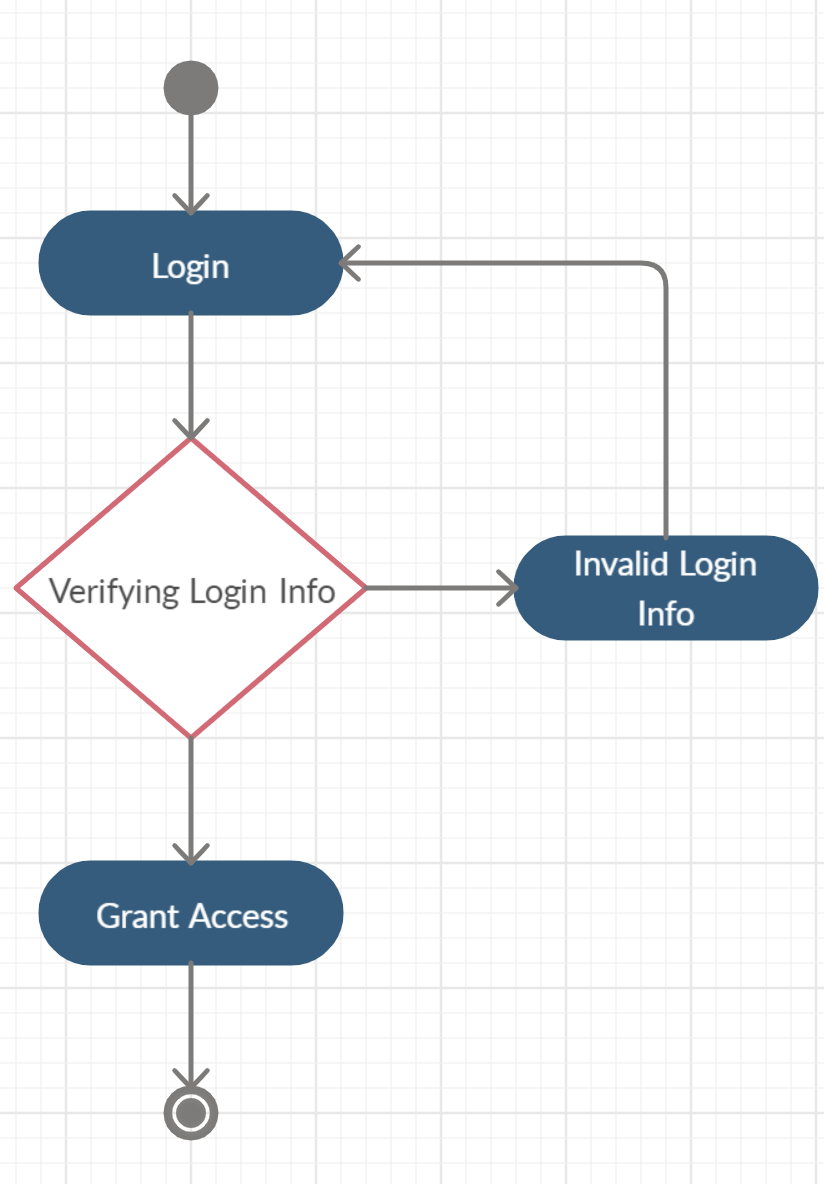 Login
Verifying Login Info
Invalid Login
Info
Grant Access